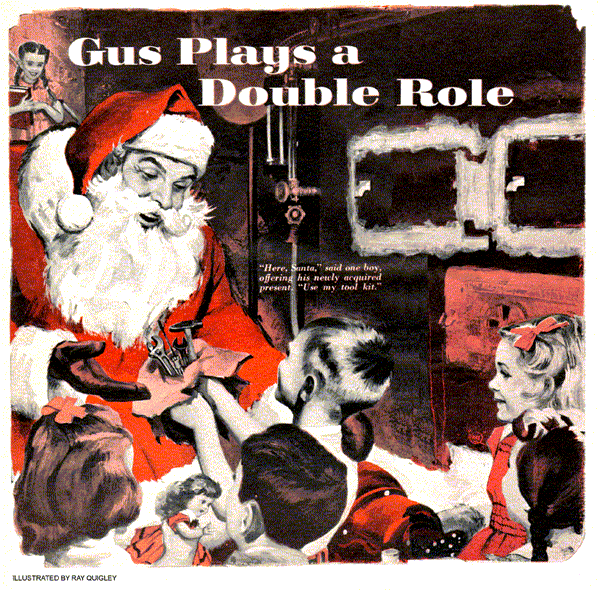 Gus Plays a
Double Role
"Here, Santa," said one boy,
offering his newly acquired
present. "Use my tool kit."
ILLUSTRATED BY RAY QUIGLEY